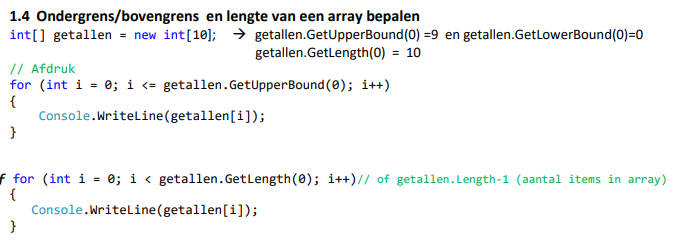 1.4 Ondergrens/bovengrens en lengte van een array bepalen
int[] getallen = new int[10]; → getallen.GetUpperBound(0) =9 en getallen.GetLowerBound(0)=0
getallen.GetLength(0) = 10
// Afdruk
for (int i = 0; i <= getallen.GetUpperBound(0); i++)
{
Console.WriteLine(getallen[i]);
}
f for (int i = 0; i < getallen.GetLength(0); i++)// of getallen.Length-1 (aantal items in array)
{
Console.WriteLine(getallen[i]);
}